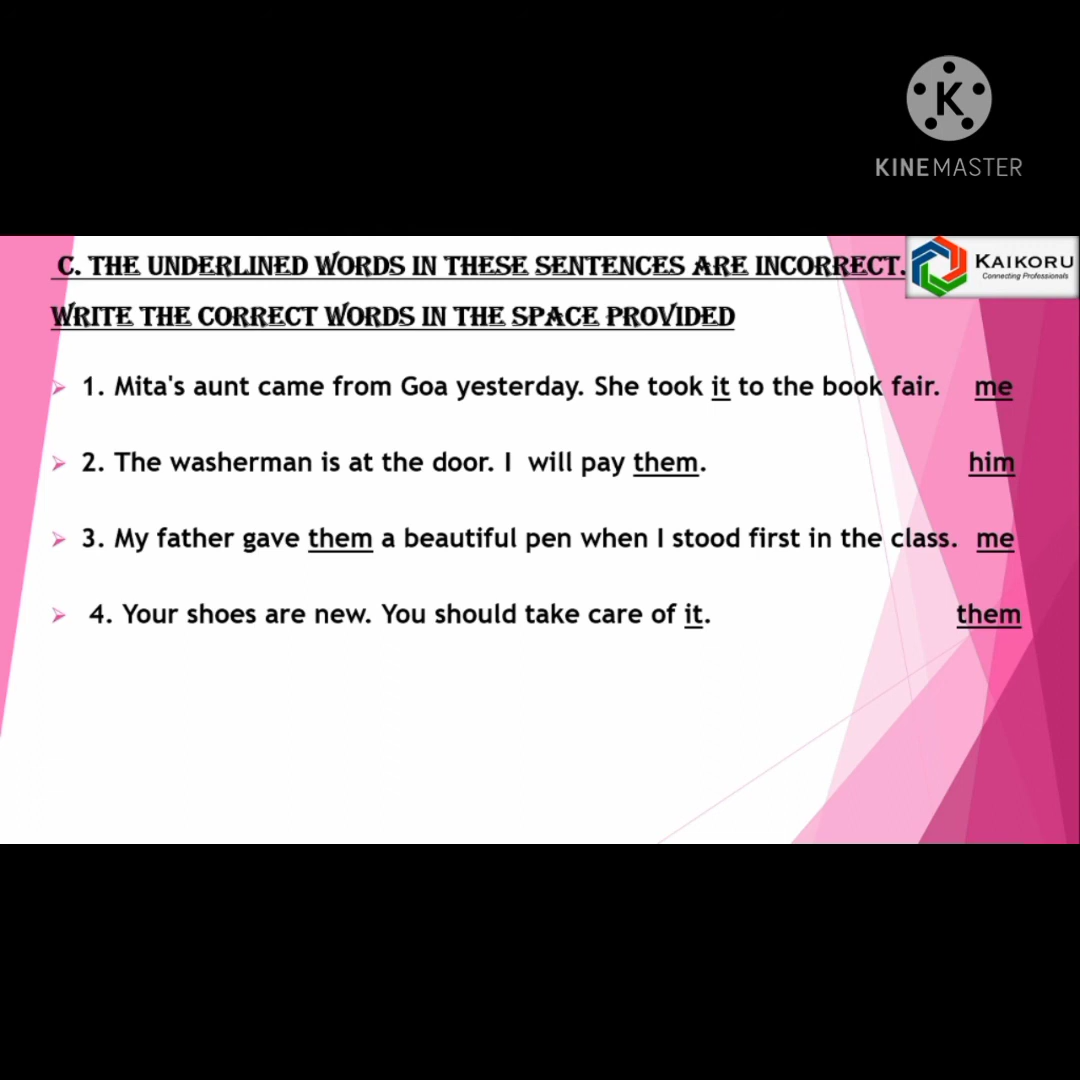 K
KINEMASTER
KAIKORU
Connecting Professionals
C. THE UNDERLINED WORDS IN THESE SENTENCES ARE INCORRECT.
WRITE THE CORRECT WORDS IN THE SPACE PROVIDED
1. Mita's aunt came from Goa yesterday. She took it to the book fair. me
2. The washerman is at the door. I will pay them. him
3. My father gave them a beautiful pen when I stood first in the class. me
4. Your shoes are new. You should take care of it. them